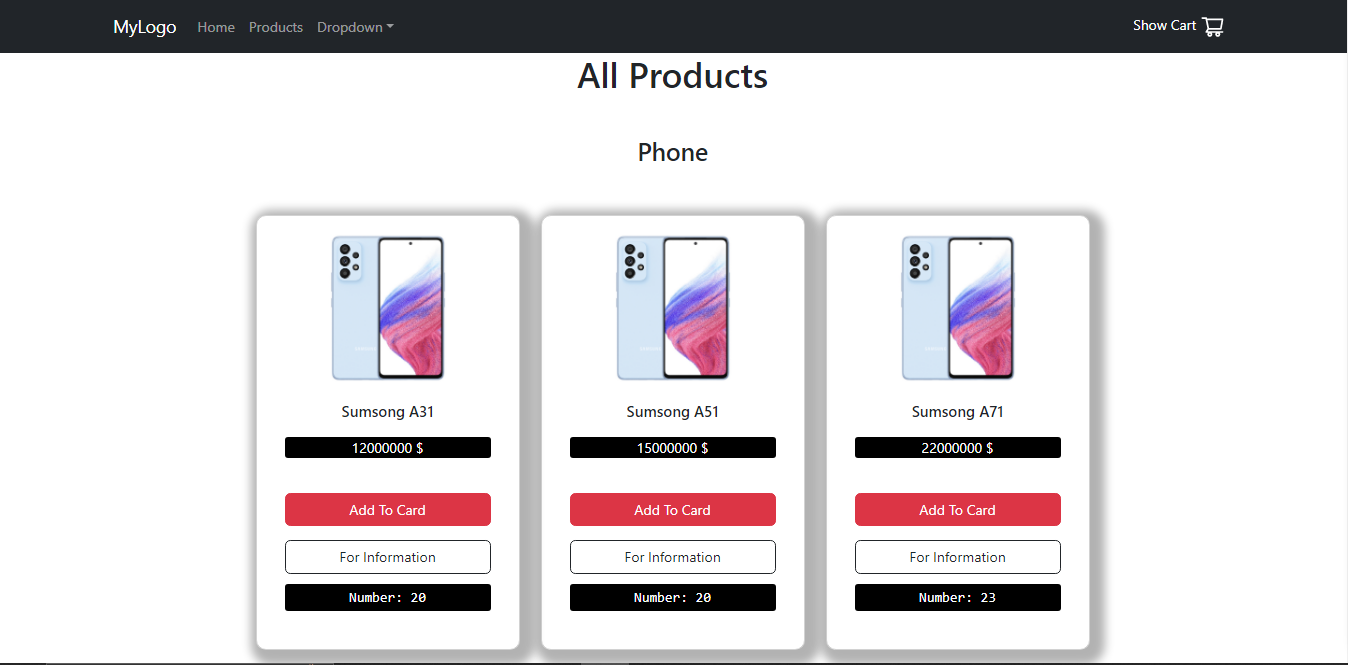 MyLogo Home Products Dropdown Show Cart
All Products
Phone
Sumsong A31 Sumsong A51 Sumsong A71
12000000 $ 15000000 $ 22000000 $
Add To Card Add To Card Add To Card
For Information For Information For Information
Number: 20 Number: 20 Number: 23